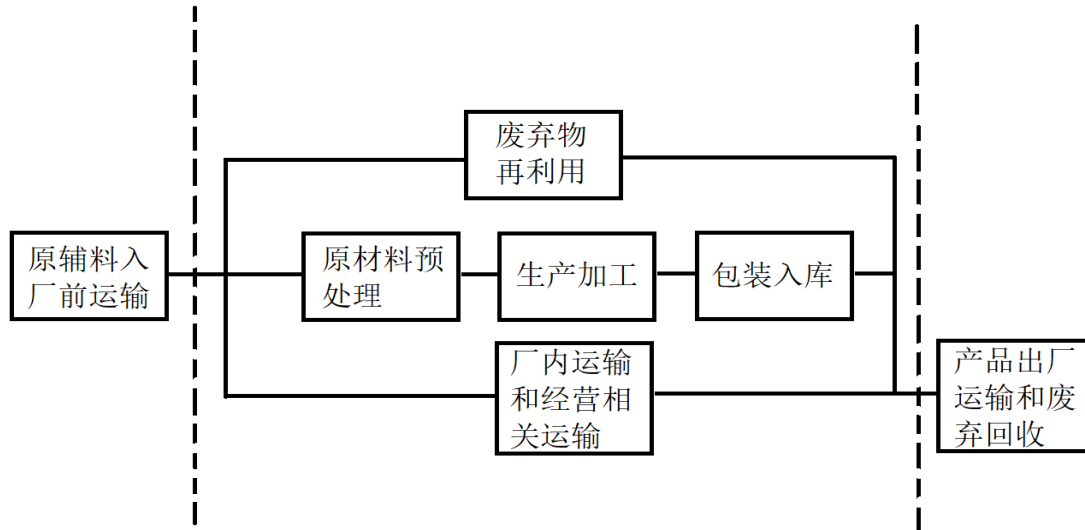 废弃物
再利用
原辅料入
厂前运输
原材料预
处理
生产加工
包装入库
厂内运输
和经营相
关运输
产品出厂
运输和废
弃回收